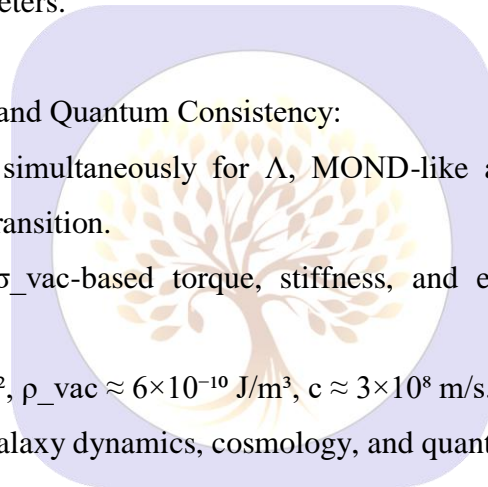 eters.
and Quantum Consistency:
simultaneously for Λ, MOND-like a
ransition.
σ_vac-based torque, stiffness, and e
², ρ_vac ≈ 6×10⁻¹⁰ J/m³, c ≈ 3×10⁸ m/s.
alaxy dynamics, cosmology, and quant